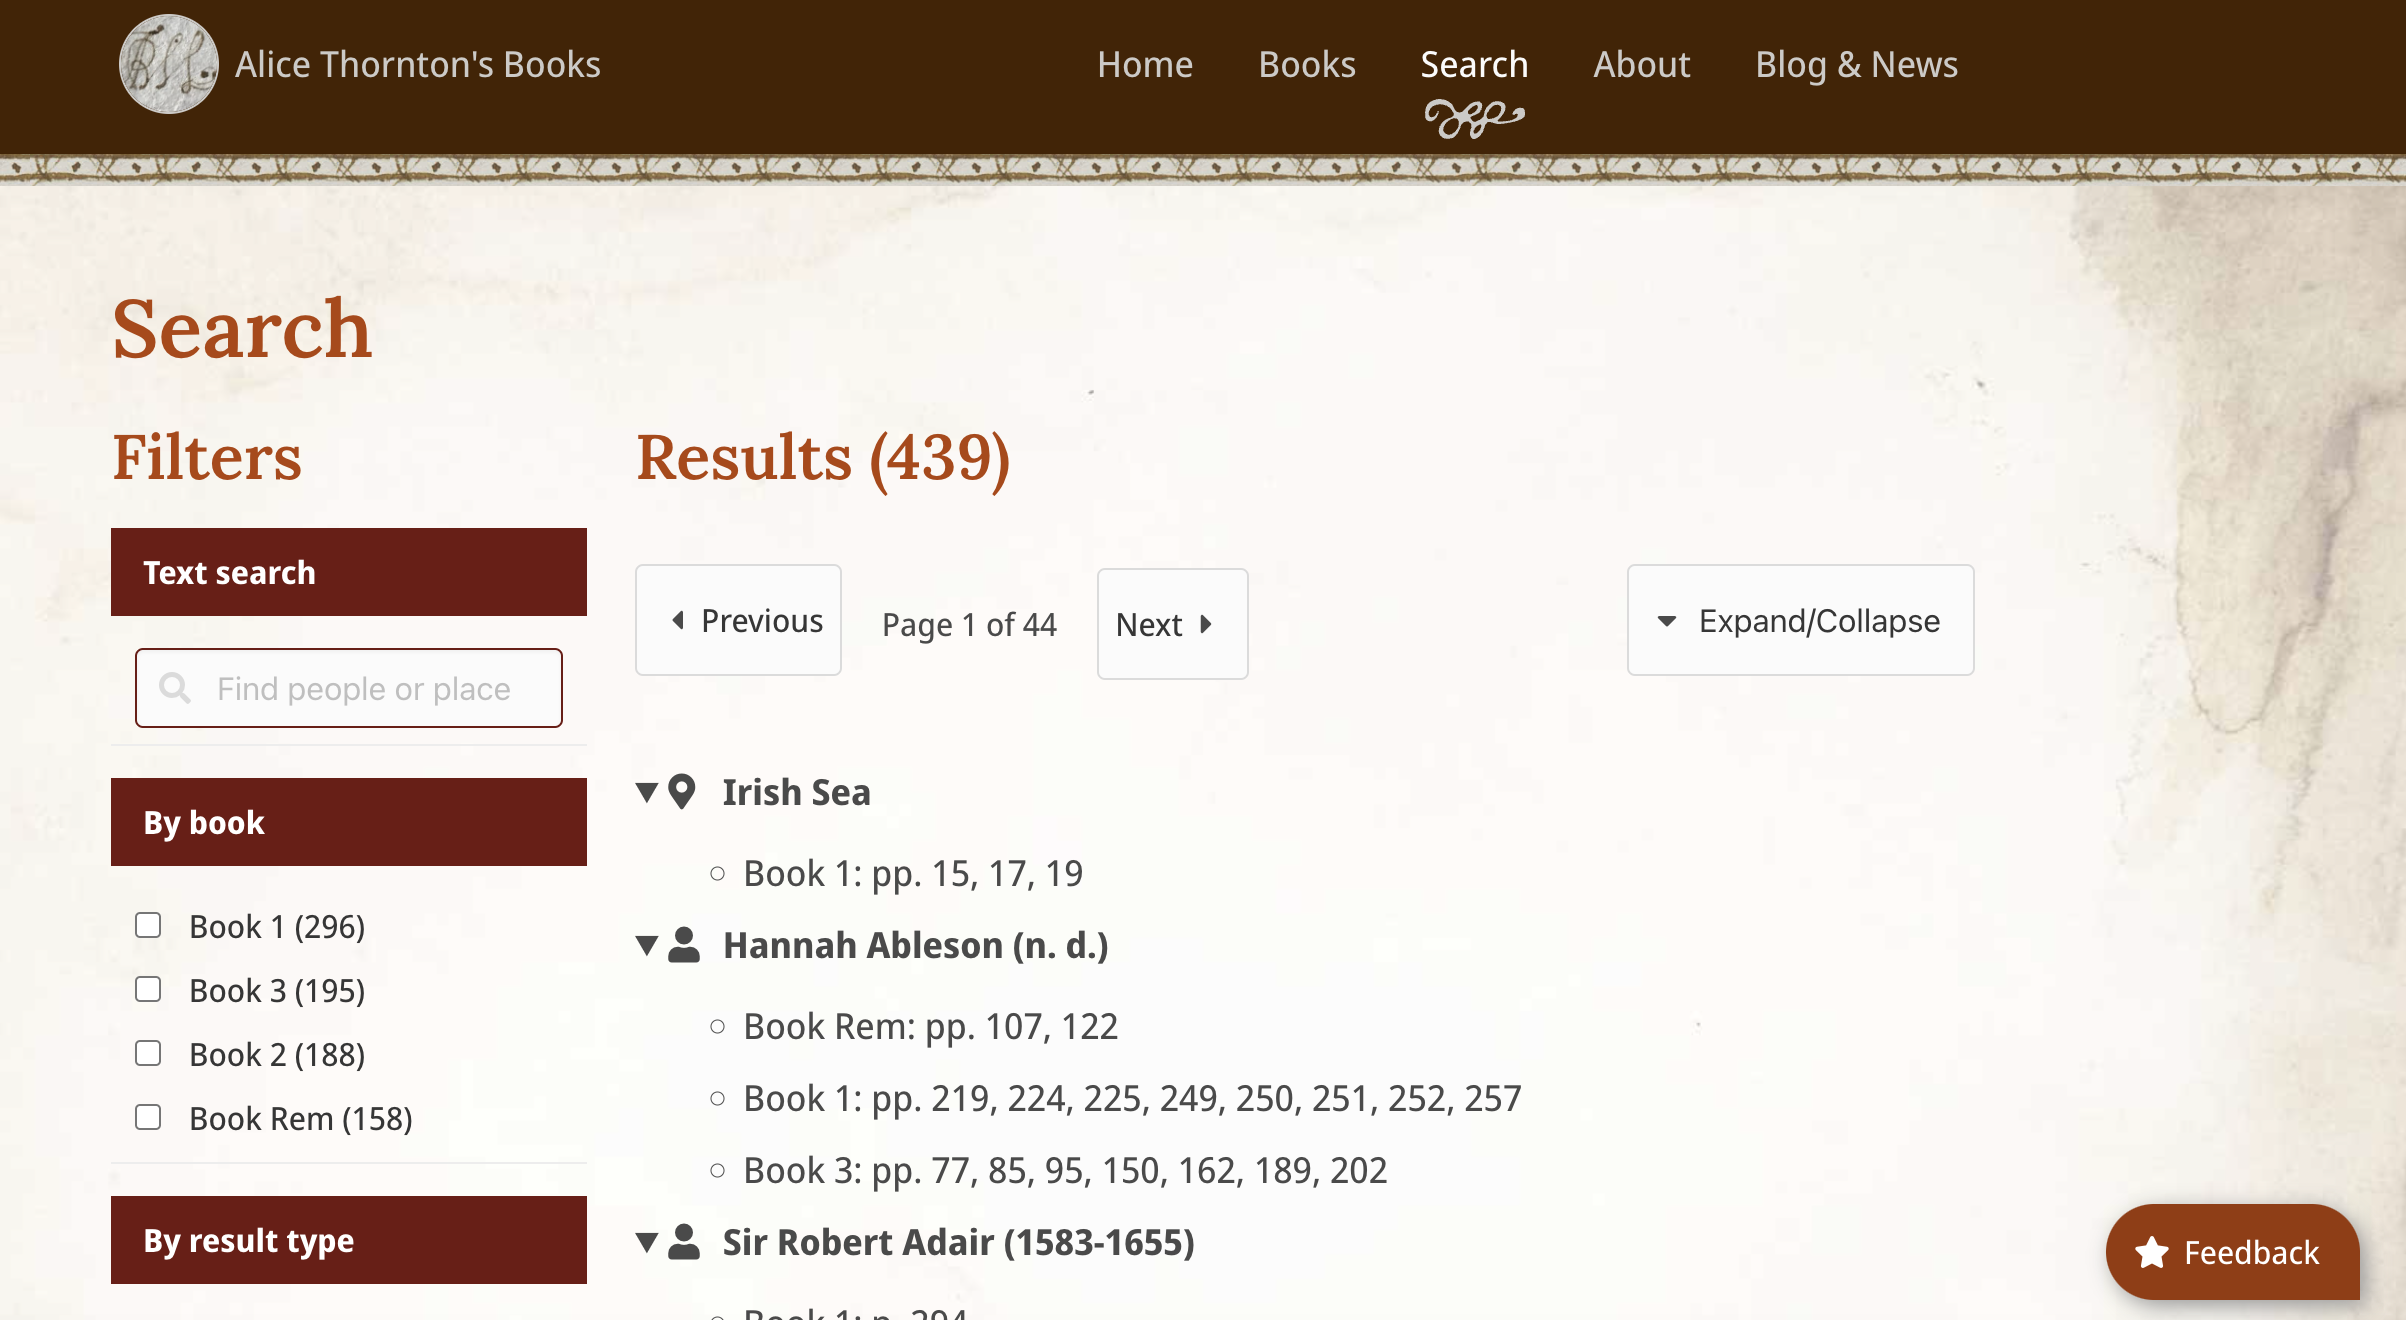 Alice Thornton's Books
Home
Books
Search
About
Blog & News
Search
Filters
Text search
Find people or place
By book
Book 1 (296)
Book 3 (195)
Book 2 (188)
Book Rem (158)
By result type
Results (439)
Previous
Page 1 of 44
Next
Expand/Collapse
Irish Sea
Book 1: pp. 15, 17, 19
Hannah Ableson (n. d.)
Book Rem: pp. 107, 122
Book 1: pp. 219, 224, 225, 249, 250, 251, 252, 257
Book 3: pp. 77, 85, 95, 150, 162, 189, 202
Sir Robert Adair (1583-1655)
Book 1: p.
Feedback